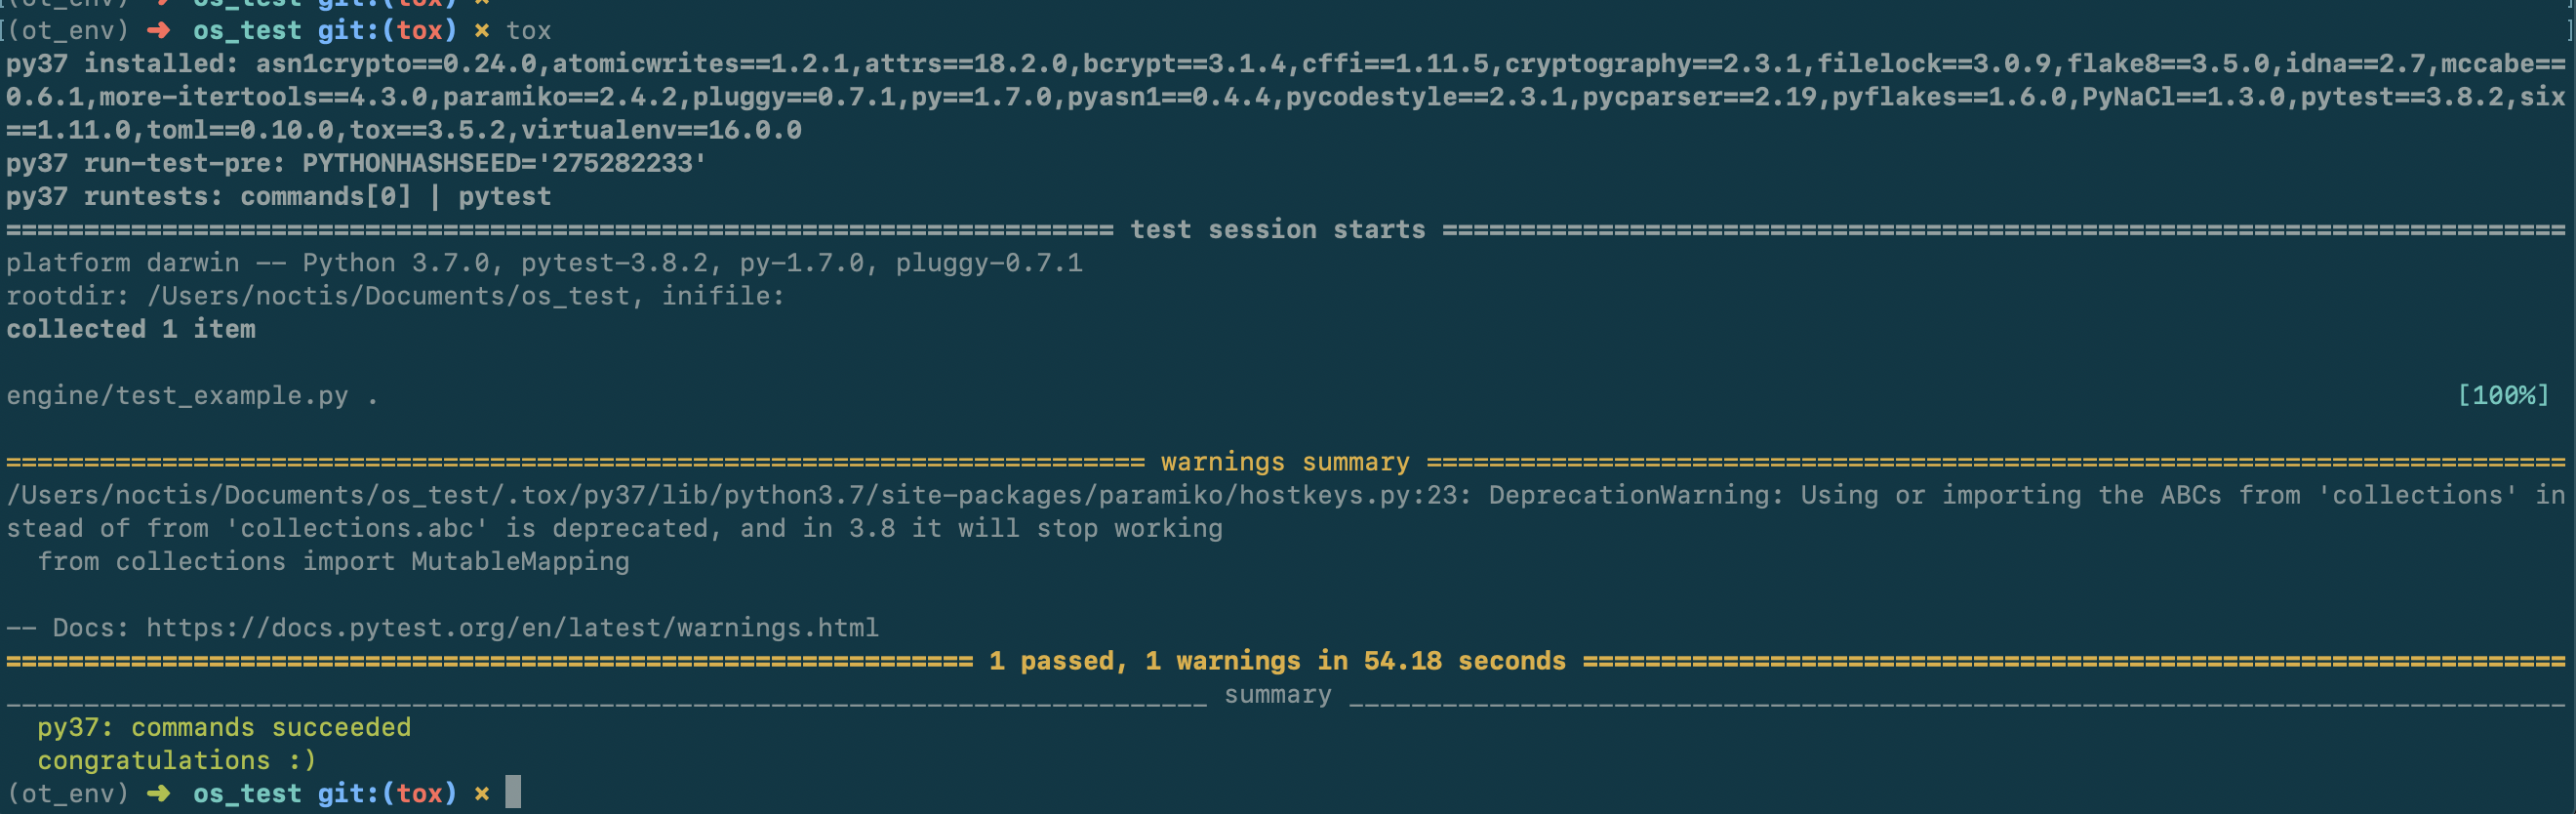 (ot_env) ➜ os_test git:(tox) ×
[(ot_env) ➜ os_test git:(tox) × tox ]
py37 installed: asn1crypto==0.24.0,atomicwrites==1.2.1,attrs==18.2.0,bcrypt==3.1.4,cffi==1.11.5,cryptography==2.3.1,filelock==3.0.9,flake8==3.5.0,idna==2.7,mccabe==
0.6.1,more-itertools==4.3.0,paramiko==2.4.2,pluggy==0.7.1,py==1.7.0,pyasn1==0.4.4,pycodestyle==2.3.1,pycparser==2.19,pyflakes==1.6.0,PyNaCl==1.3.0,pytest==3.8.2,six
==1.11.0,toml==0.10.0,tox==3.5.2,virtualenv==16.0.0
py37 run-test-pre: PYTHONHASHSEED='275282233'
py37 runtests: commands[0] | pytest
======================================================================= test session starts ========================================================================
platform darwin -- Python 3.7.0, pytest-3.8.2, py-1.7.0, pluggy-0.7.1
rootdir: /Users/noctis/Documents/os_test, inifile:
collected 1 item
engine/test_example.py . [100%]
========================================================================= warnings summary =========================================================================
/Users/noctis/Documents/os_test/.tox/py37/lib/python3.7/site-packages/paramiko/hostkeys.py:23: DeprecationWarning: Using or importing the ABCs from 'collections' in
stead of from 'collections.abc' is deprecated, and in 3.8 it will stop working
  from collections import MutableMapping
-- Docs: https://docs.pytest.org/en/latest/warnings.html
============================================================== 1 passed, 1 warnings in 54.18 seconds ===============================================================
_____________________________________________________________________________ summary ______________________________________________________________________________
  py37: commands succeeded
  congratulations :)
(ot_env) ➜ os_test git:(tox) ×